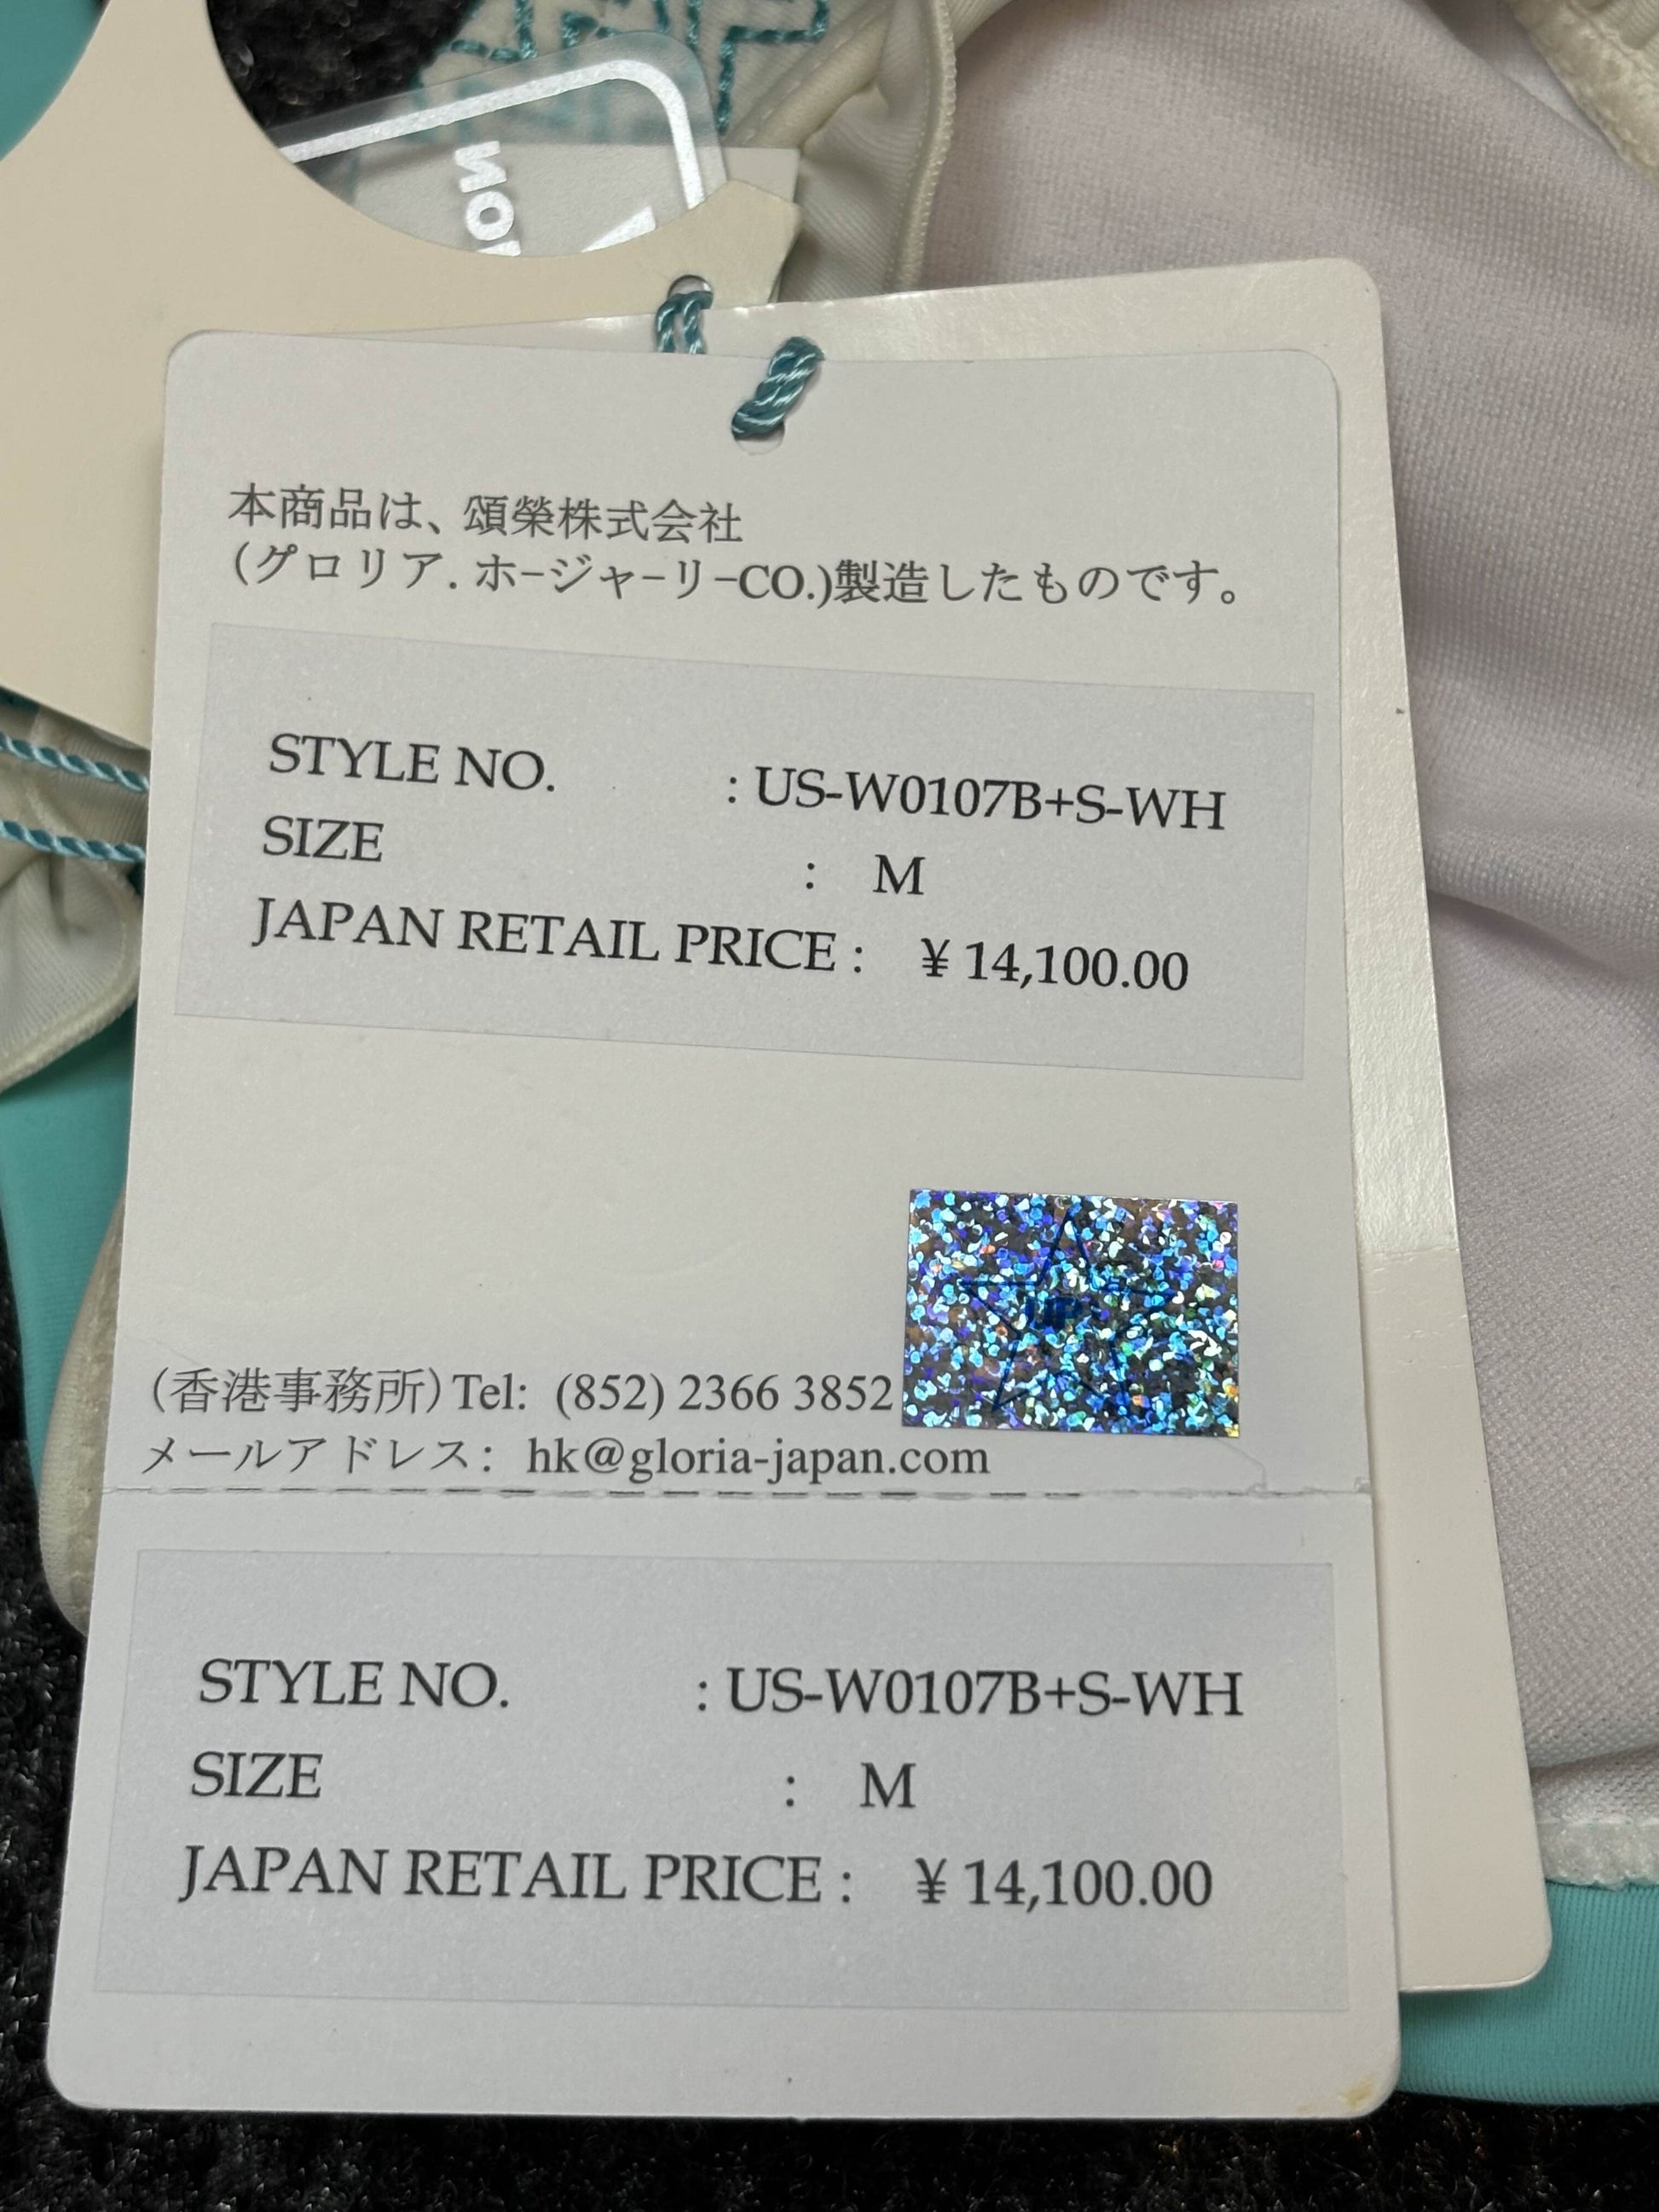 本商品は、頌榮株式会社
(グロリア.ホージャーリーCO.)製造したものです。
STYLE NO. : US-W0107B+S-WH
SIZE : M
JAPAN RETAIL PRICE : ¥ 14,100.00
(香港事務所)Tel: (852) 2366 3852
メールアドレス: hk@gloria-japan.com
STYLE NO. : US-W0107B+S-WH
SIZE : M
JAPAN RETAIL PRICE : ¥ 14,100.00